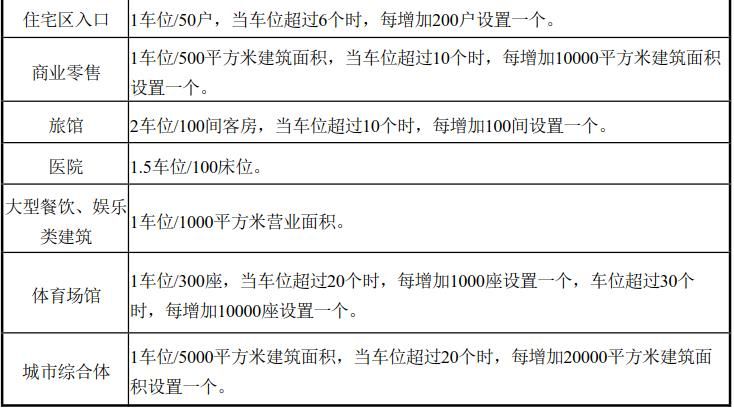 住宅区入口
1车位/50户，当车位超过6个时，每增加200户设置一个。
商业零售
1车位/500平方米建筑面积，当车位超过10个时，每增加10000平方米建筑面积
设置一个。
旅馆
2车位/100间客房，当车位超过10个时，每增加100间设置一个。
医院
1.5车位/100床位。
大型餐饮、娱乐
类建筑
1车位/1000平方米营业面积。
体育场馆
1车位/300座，当车位超过20个时，每增加1000座设置一个，车位超过30个
时，每增加10000座设置一个。
城市综合体
1车位/5000平方米建筑面积，当车位超过20个时，每增加20000平方米建筑面
积设置一个。